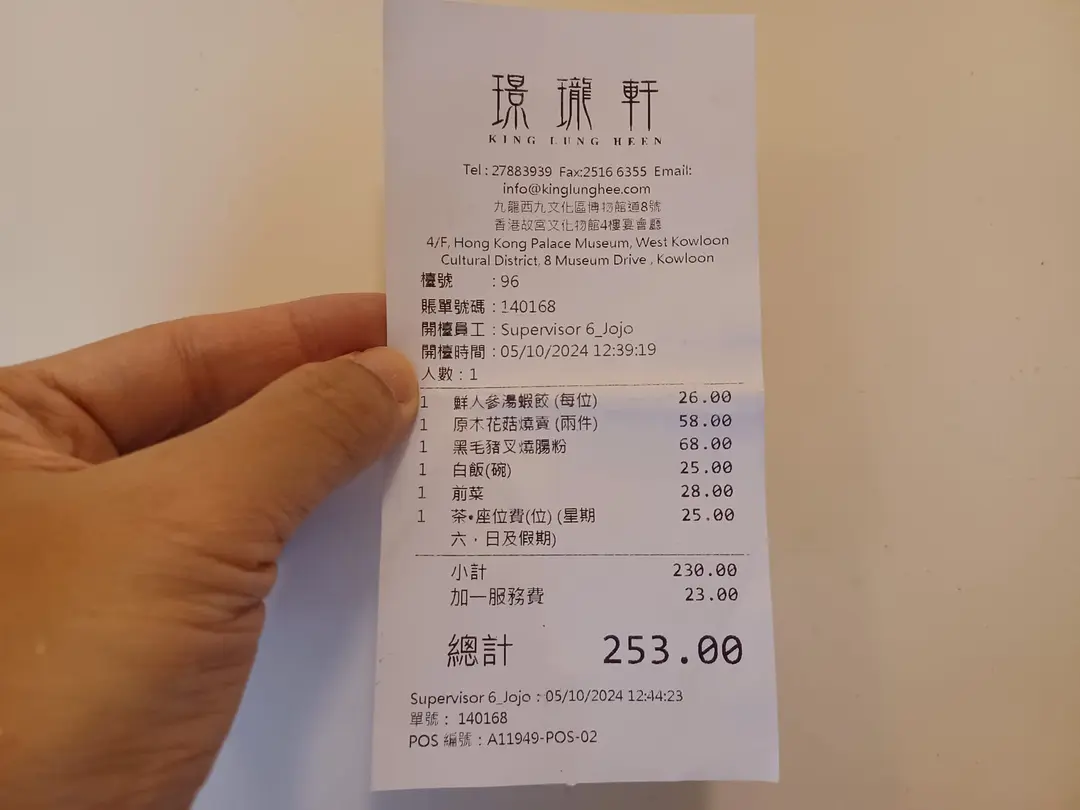 璟瓏軒
KING LUNG HEEN
Tel : 27883939 Fax:2516 6355 Email:
info@kinglunghee.com
九龍西九文化區博物館道8號
香港故宮文化物館4樓宴會廳
4/F, Hong Kong Palace Museum, West Kowloon
Cultural District, 8 Museum Drive , Kowloon
檯號 : 96
賬單號碼 : 140168
開檯員工 : Supervisor 6_Jojo
開檯時間 : 05/10/2024 12:39:19
人數 : 1
1 鮮人參湯蝦餃 (每位) 26.00
1 原木花菇燒賣 (兩件) 58.00
1 黑毛豬叉燒腸粉 68.00
1 白飯(碗) 25.00
1 前菜 28.00
1 茶•座位費(位) (星期 25.00
六，日及假期)
小計 230.00
加一服務費 23.00
總計 253.00
Supervisor 6_Jojo : 05/10/2024 12:44:23
單號 : 140168
POS 編號 : A11949-POS-02